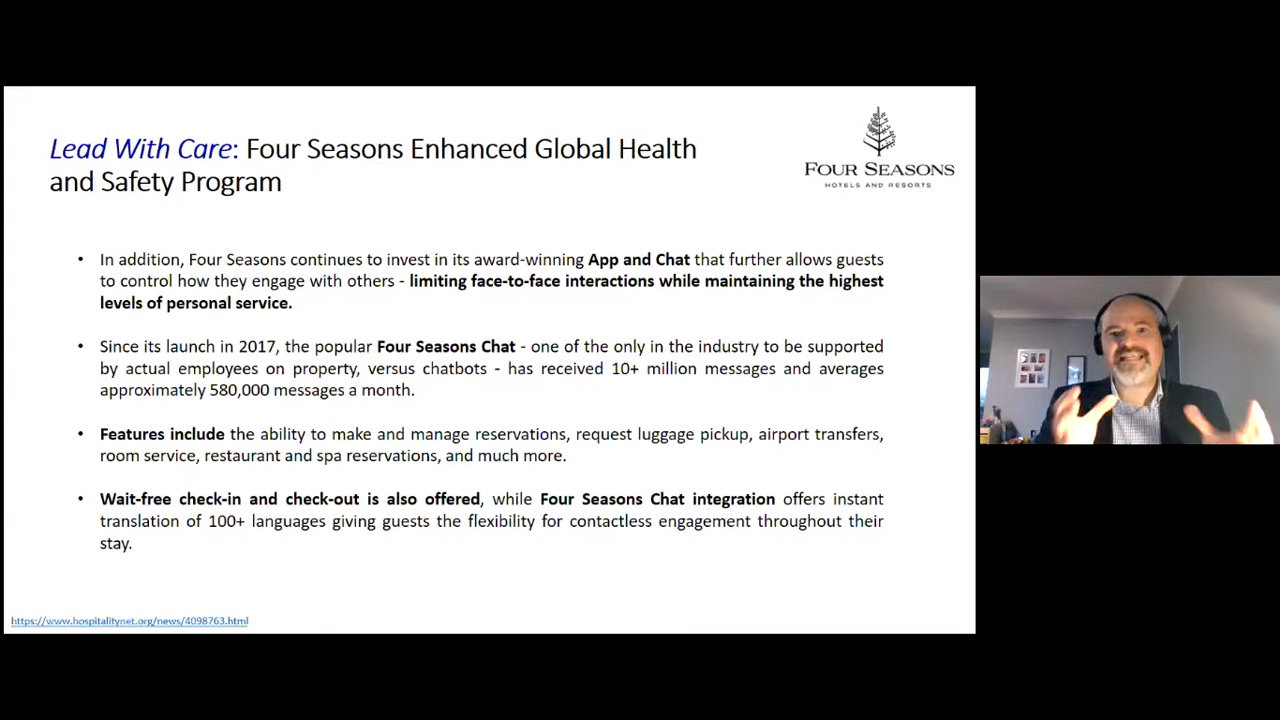 Lead With Care: Four Seasons Enhanced Global Health
and Safety Program
FOUR SEASONS
HOTELS AND RESORTS
• In addition, Four Seasons continues to invest in its award-winning App and Chat that further allows guests
to control how they engage with others - limiting face-to-face interactions while maintaining the highest
levels of personal service.
• Since its launch in 2017, the popular Four Seasons Chat - one of the only in the industry to be supported
by actual employees on property, versus chatbots - has received 10+ million messages and averages
approximately 580,000 messages a month.
• Features include the ability to make and manage reservations, request luggage pickup, airport transfers,
room service, restaurant and spa reservations, and much more.
• Wait-free check-in and check-out is also offered, while Four Seasons Chat integration offers instant
translation of 100+ languages giving guests the flexibility for contactless engagement throughout their
stay.
https://www.hospitalitynet.org/news/4098763.html